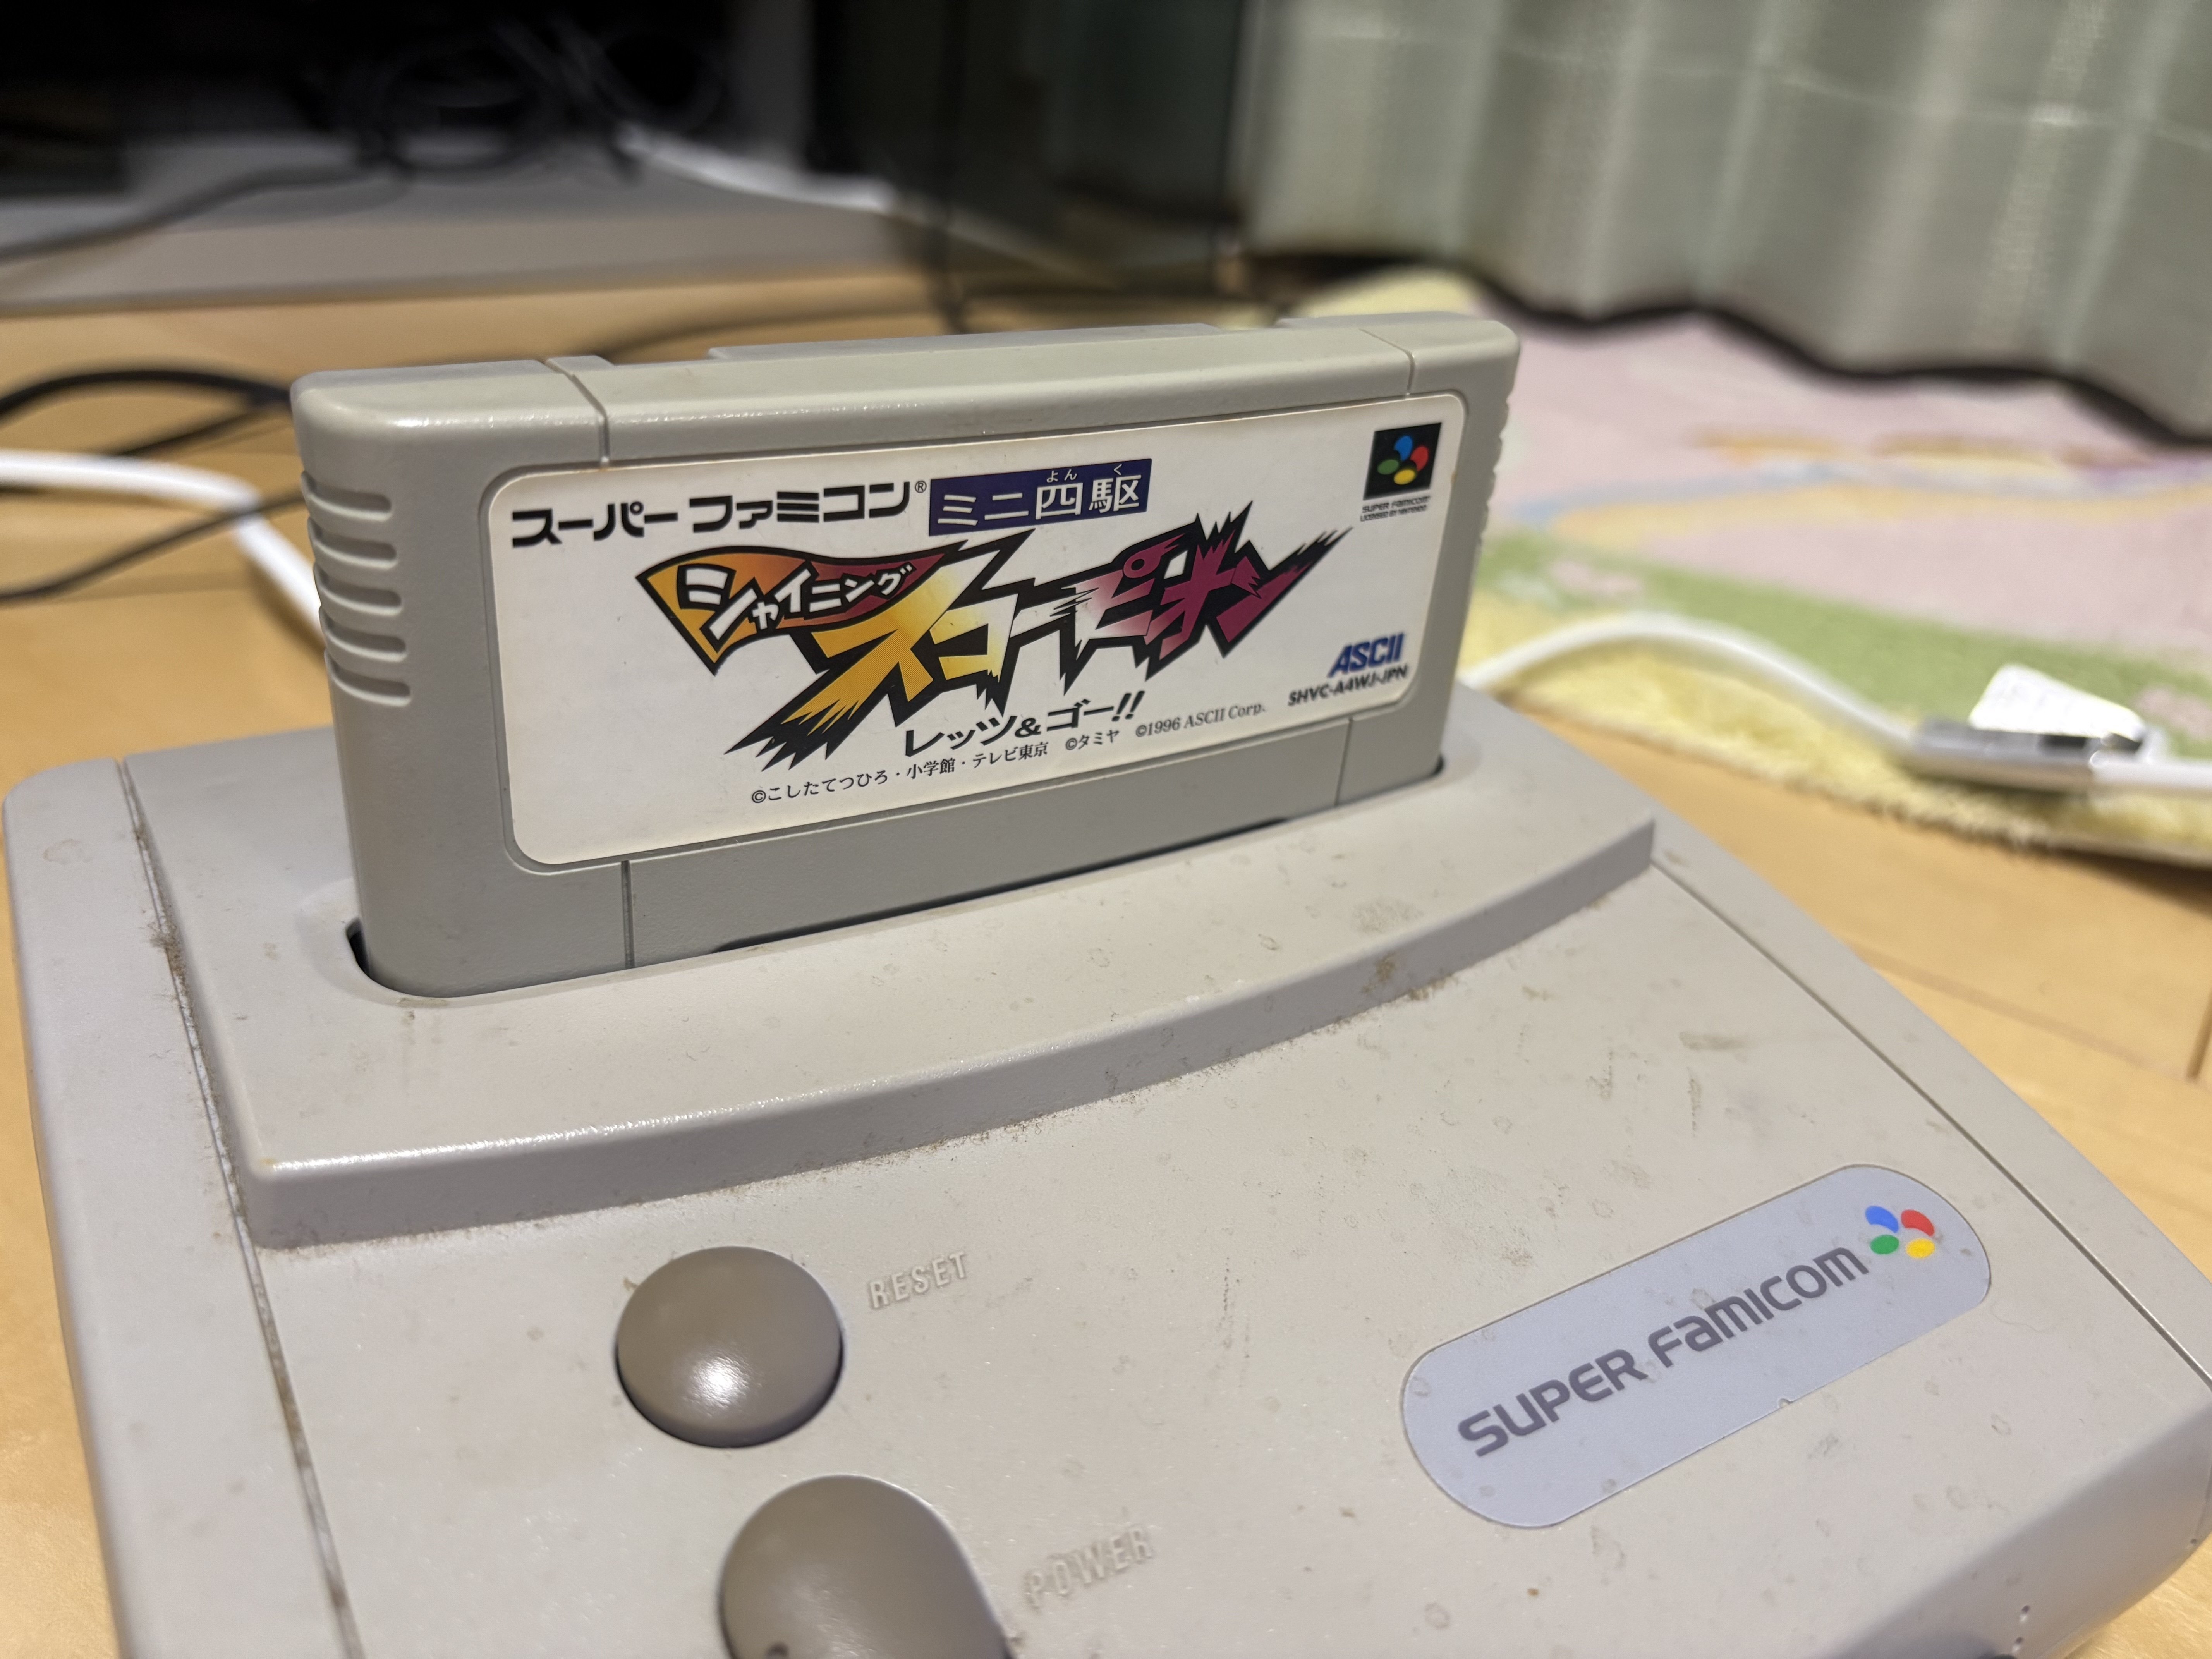 スーパーファミコン® ミニ四駆
よんく
シャイニング
スコーピオン
レッツ&ゴー!!
©こしたてつひろ・小学館・テレビ東京 ©タミヤ ©1996 ASCII Corp.
SUPER FAMICOM
LICENSED BY NINTENDO
ASCII
SHVC-A4WJ-JPN
RESET
POWER
SUPER FAMICOM